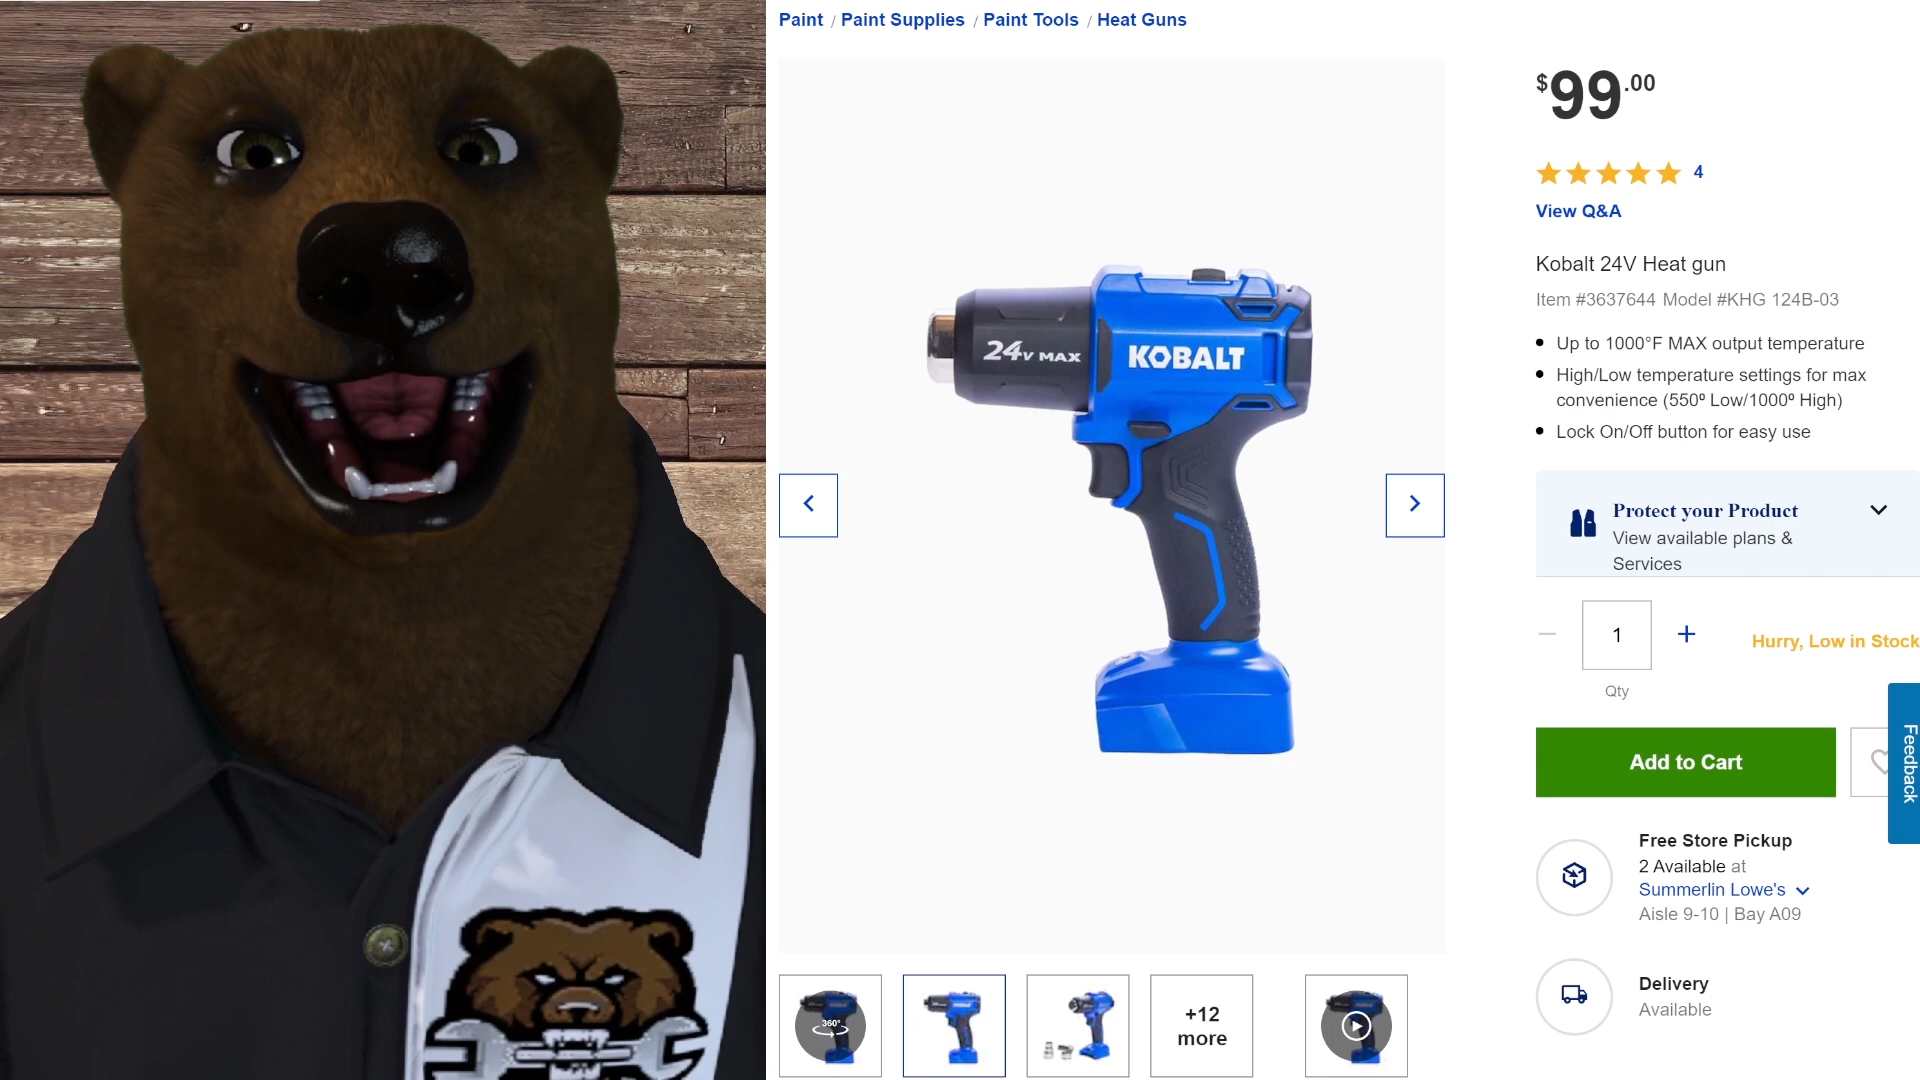 Paint / Paint Supplies / Paint Tools / Heat Guns
$99.00
4
View Q&A
Kobalt 24V Heat gun
Item #3637644 Model #KHG 124B-03
Up to 1000°F MAX output temperature
High/Low temperature settings for max
convenience (550º Low/1000º High)
Lock On/Off button for easy use
24V MAX
KOBALT
Protect your Product
View available plans &
Services
1
Qty
Hurry, Low in Stock
Add to Cart
Feedback
Free Store Pickup
2 Available at
Summerlin Lowe's
Aisle 9-10 | Bay A09
Delivery
Available
360°
+12
more